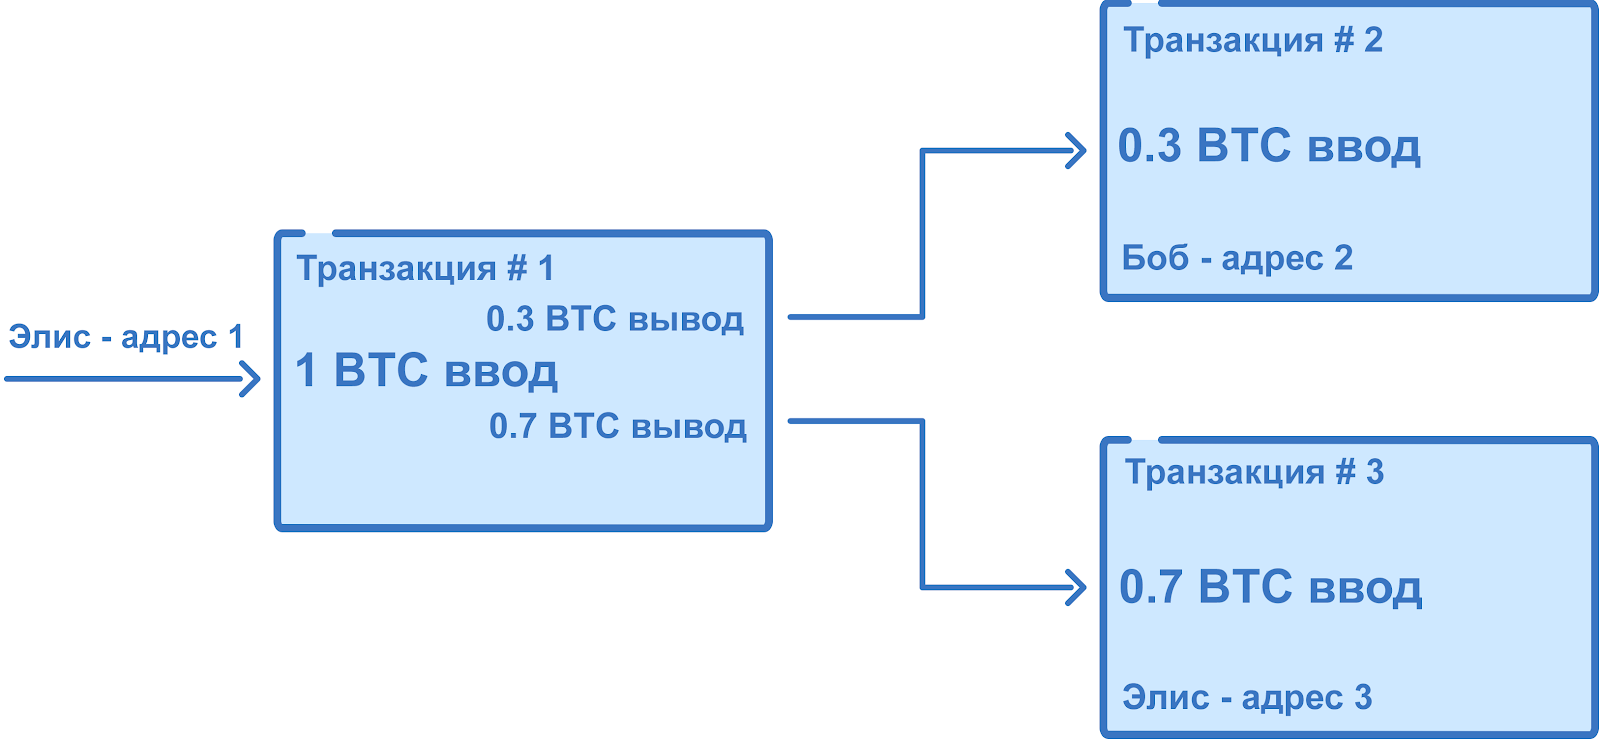 Элис - адрес 1
Транзакция # 1
0.3 BTC вывод
1 BTC ввод
0.7 BTC вывод
Транзакция # 2
0.3 BTC ввод
Боб - адрес 2
Транзакция # 3
0.7 BTC ввод
Элис - адрес 3